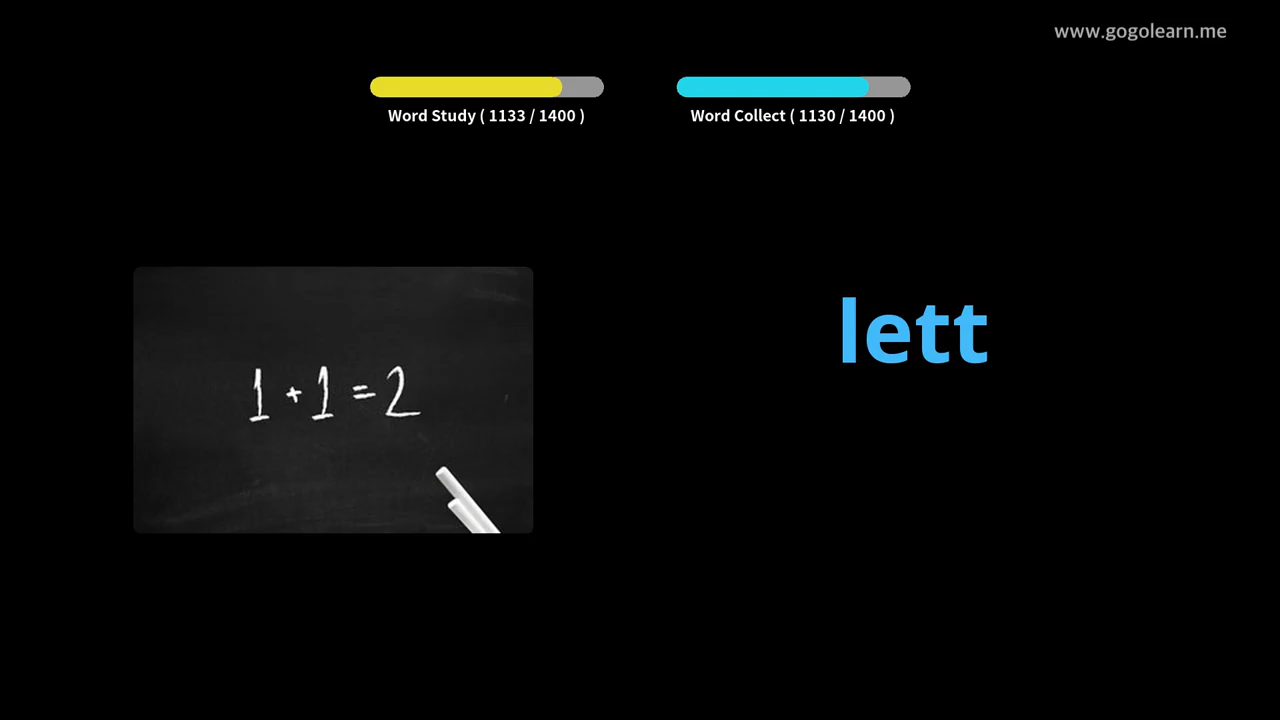 www.gogolearn.me
Word Study ( 1133 / 1400 )
Word Collect ( 1130 / 1400 )
lett
1 + 1 = 2